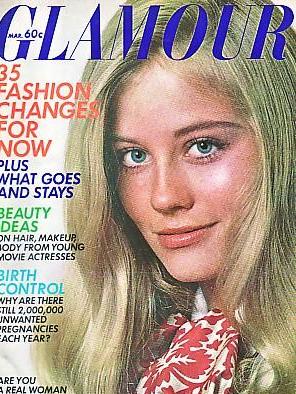 GLAMOUR
MAR. 60c
35
FASHION
CHANGES
FOR
NOW
PLUS
WHAT GOES
AND STAYS
BEAUTY
IDEAS
ON HAIR, MAKEUP,
BODY FROM YOUNG
MOVIE ACTRESSES
BIRTH
CONTROL
WHY ARE THERE
STILL 2,000,000
UNWANTED
PREGNANCIES
EACH YEAR?
ARE YOU
A REAL WOMAN